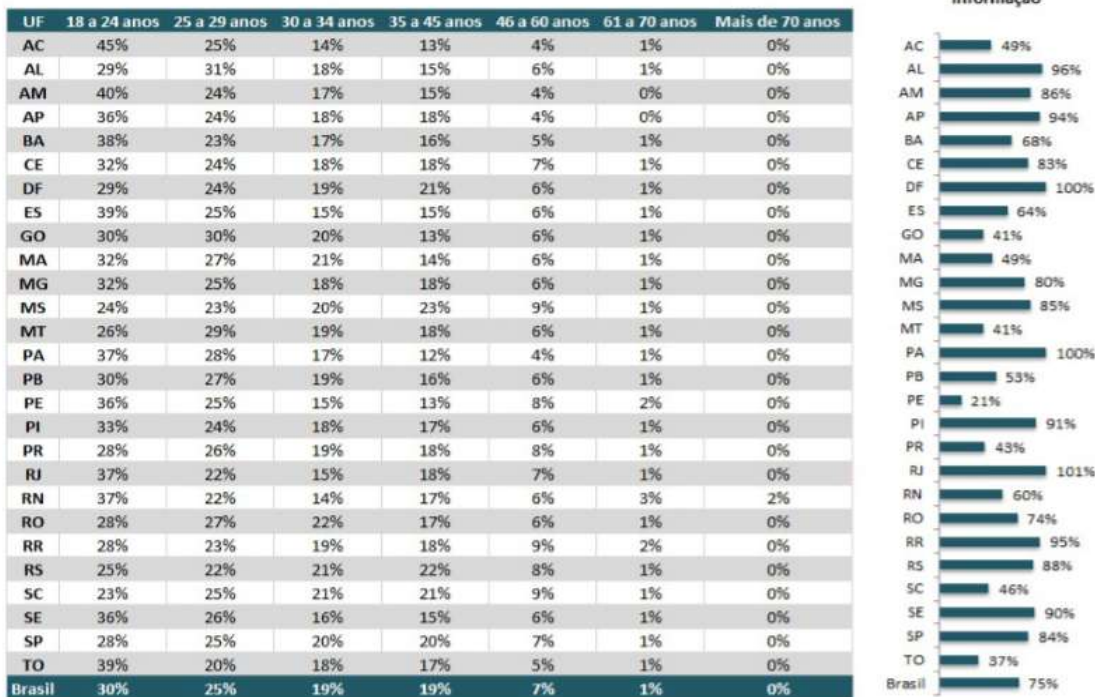 Informação
UF 18 a 24 anos 25 a 29 anos 30 a 34 anos 35 a 45 anos 46 a 60 anos 61 a 70 anos Mais de 70 anos
AC 45% 25% 14% 13% 4% 1% 0%
AL 29% 31% 18% 15% 6% 1% 0%
AM 40% 24% 17% 15% 4% 0% 0%
AP 36% 24% 18% 18% 4% 0% 0%
BA 38% 23% 17% 16% 5% 1% 0%
CE 32% 24% 18% 18% 7% 1% 0%
DF 29% 24% 19% 21% 6% 1% 0%
ES 39% 25% 15% 15% 6% 1% 0%
GO 30% 30% 20% 13% 6% 1% 0%
MA 32% 27% 21% 14% 6% 1% 0%
MG 32% 25% 18% 18% 6% 1% 0%
MS 24% 23% 20% 23% 9% 1% 0%
MT 26% 29% 19% 18% 6% 1% 0%
PA 37% 28% 17% 12% 4% 1% 0%
PB 30% 27% 19% 16% 6% 1% 0%
PE 36% 25% 15% 13% 8% 2% 0%
PI 33% 24% 18% 17% 6% 1% 0%
PR 28% 26% 19% 18% 8% 1% 0%
RJ 37% 22% 15% 18% 7% 1% 0%
RN 37% 22% 14% 17% 6% 3% 2%
RO 28% 27% 22% 17% 6% 1% 0%
RR 28% 23% 19% 18% 9% 2% 0%
RS 25% 22% 21% 22% 8% 1% 0%
SC 23% 25% 21% 21% 9% 1% 0%
SE 36% 26% 16% 15% 6% 1% 0%
SP 28% 25% 20% 20% 7% 1% 0%
TO 39% 20% 18% 17% 5% 1% 0%
Brasil 30% 25% 19% 19% 7% 1% 0%
AC 49%
AL 96%
AM 86%
AP 94%
BA 68%
CE 83%
DF 100%
ES 64%
GO 41%
MA 49%
MG 80%
MS 85%
MT 41%
PA 100%
PB 53%
PE 21%
PI 91%
PR 43%
RJ 101%
RN 60%
RO 74%
RR 95%
RS 88%
SC 46%
SE 90%
SP 84%
TO 37%
Brasil 75%